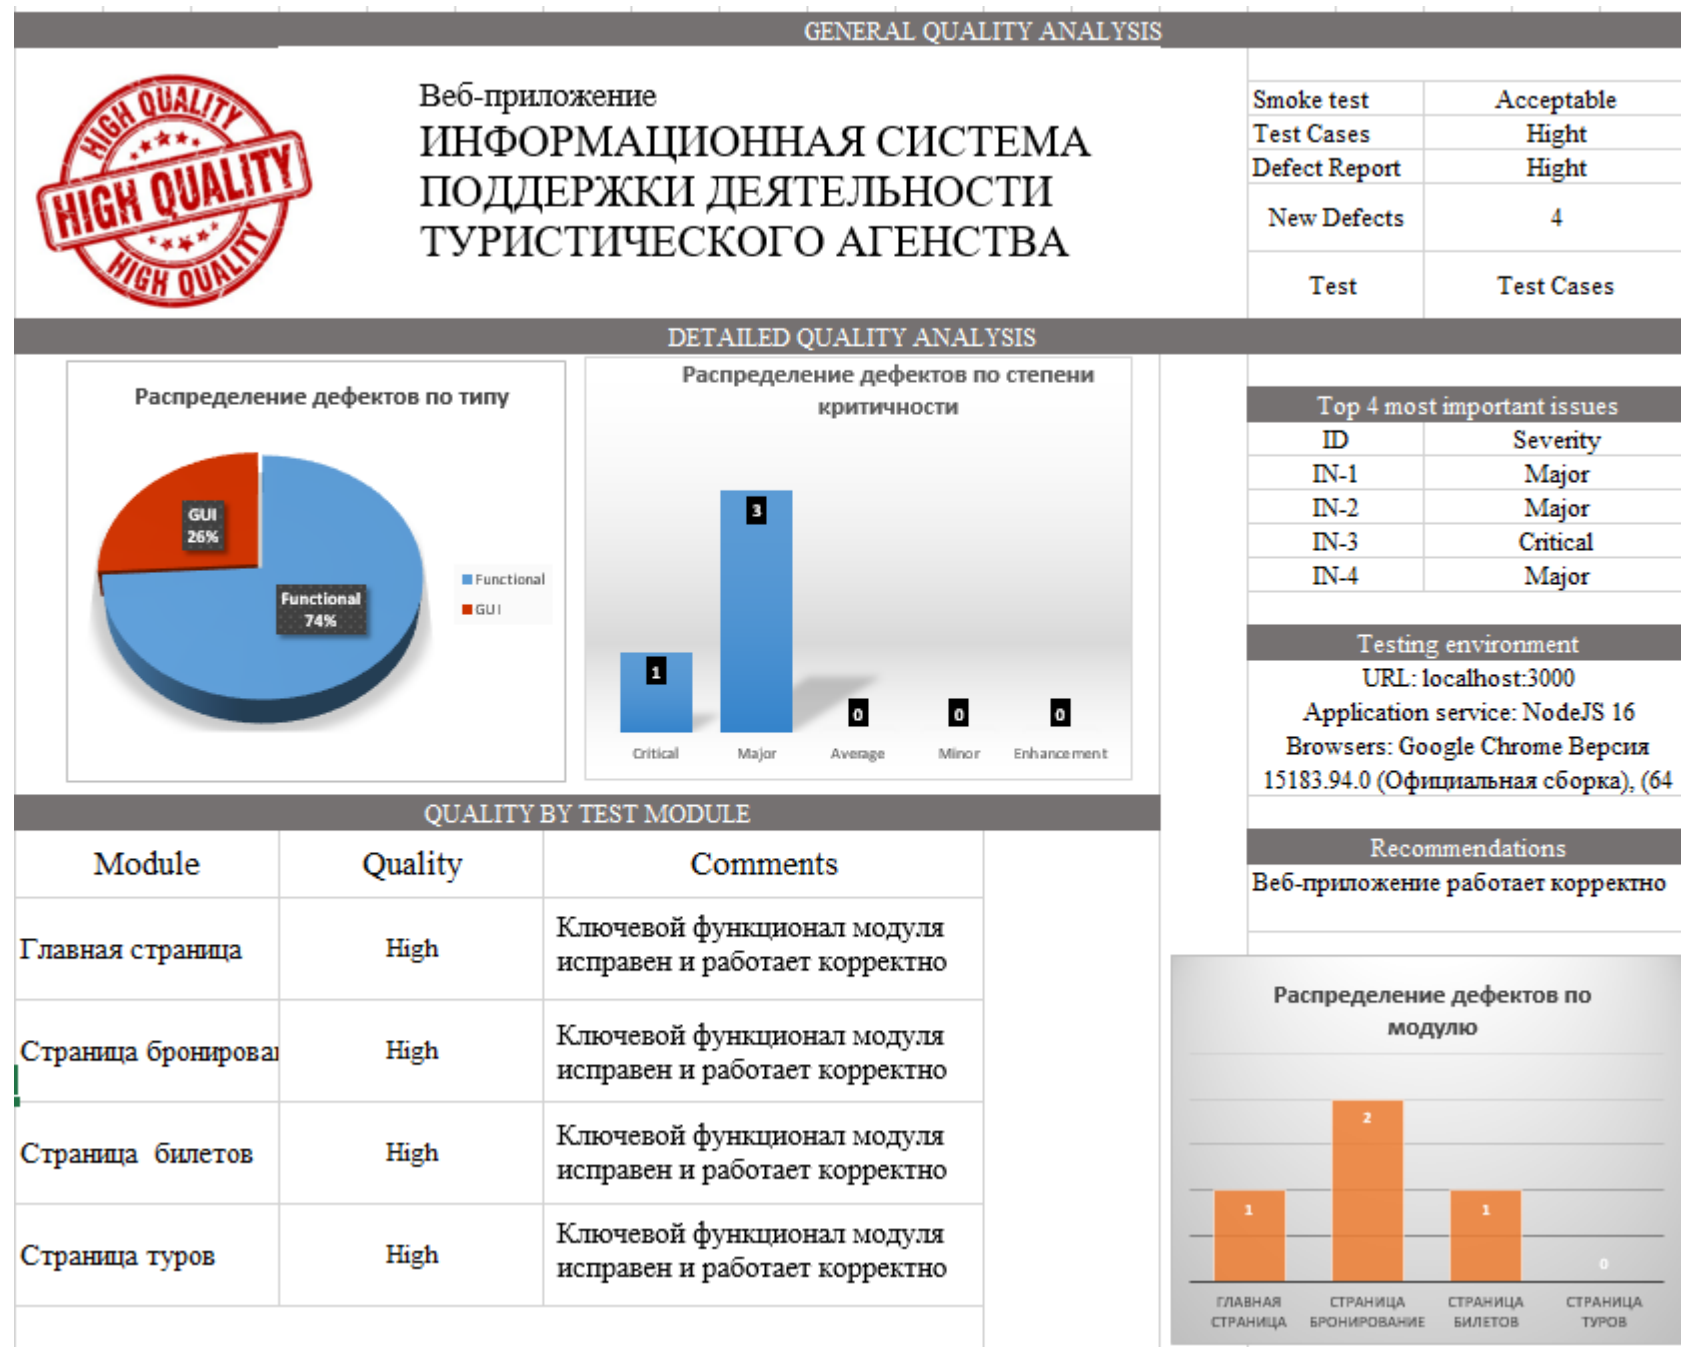 GENERAL QUALITY ANALYSIS
HIGH QUALITY
HIGH QUALITY
HIGH QUALITY
Веб-приложение
ИНФОРМАЦИОННАЯ СИСТЕМА
ПОДДЕРЖКИ ДЕЯТЕЛЬНОСТИ
ТУРИСТИЧЕСКОГО АГЕНСТВА
Smoke test Acceptable
Test Cases Hight
Defect Report Hight
New Defects 4
Test Test Cases
DETAILED QUALITY ANALYSIS
Распределение дефектов по типу
GUI
26%
Functional
74%
Functional
GUI
Распределение дефектов по степени
критичности
1 3 0 0 0
Critical Major Average Minor Enhancement
Top 4 most important issues
ID Severity
IN-1 Major
IN-2 Major
IN-3 Critical
IN-4 Major
Testing environment
URL: localhost:3000
Application service: NodeJS 16
Browsers: Google Chrome Версия
15183.94.0 (Официальная сборка), (64
Recommendations
Веб-приложение работает корректно
QUALITY BY TEST MODULE
Module Quality Comments
Главная страница High Ключевой функционал модуля
исправен и работает корректно
Страница бронирова High Ключевой функционал модуля
исправен и работает корректно
Страница билетов High Ключевой функционал модуля
исправен и работает корректно
Страница туров High Ключевой функционал модуля
исправен и работает корректно
Распределение дефектов по
модулю
1 2 1 0
ГЛАВНАЯ СТРАНИЦА СТРАНИЦА СТРАНИЦА
СТРАНИЦА БРОНИРОВАНИЕ БИЛЕТОВ ТУРОВ